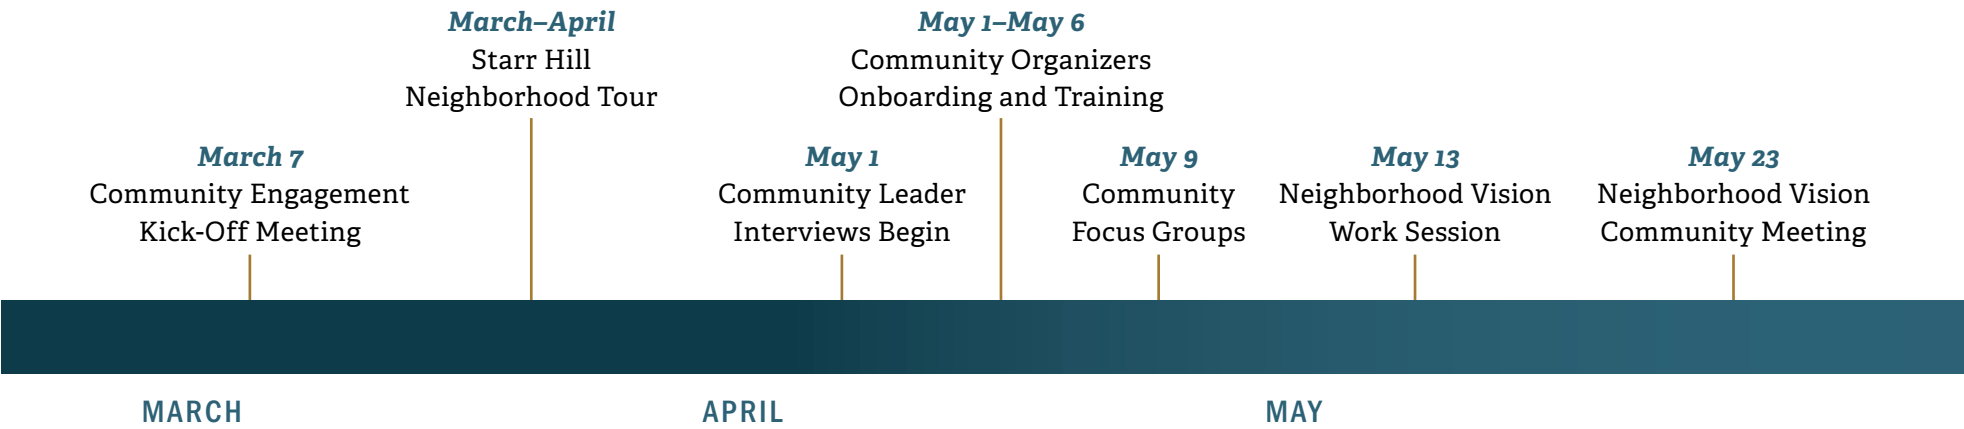 March–April
Starr Hill
Neighborhood Tour
May 1–May 6
Community Organizers
Onboarding and Training
March 7
Community Engagement
Kick-Off Meeting
May 1
Community Leader
Interviews Begin
May 9
Community
Focus Groups
May 13
Neighborhood Vision
Work Session
May 23
Neighborhood Vision
Community Meeting
MARCH
APRIL
MAY